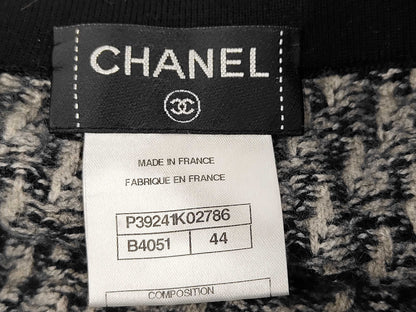 CHANEL
MADE IN FRANCE
FABRIQUE EN FRANCE
P39241K02786
B4051 44
COMPOSITION